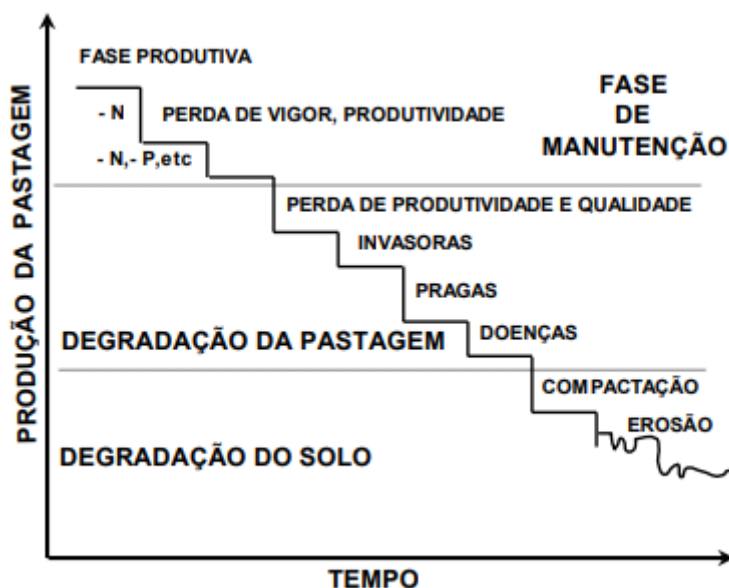 FASE PRODUTIVA
FASE
DE
MANUTENÇÃO
- N
PERDA DE VIGOR, PRODUTIVIDADE
- N,- P,etc
PERDA DE PRODUTIVIDADE E QUALIDADE
INVASORAS
PRAGAS
DOENÇAS
DEGRADAÇÃO DA PASTAGEM
COMPACTAÇÃO
EROSÃO
DEGRADAÇÃO DO SOLO
PRODUÇÃO DA PASTAGEM
TEMPO